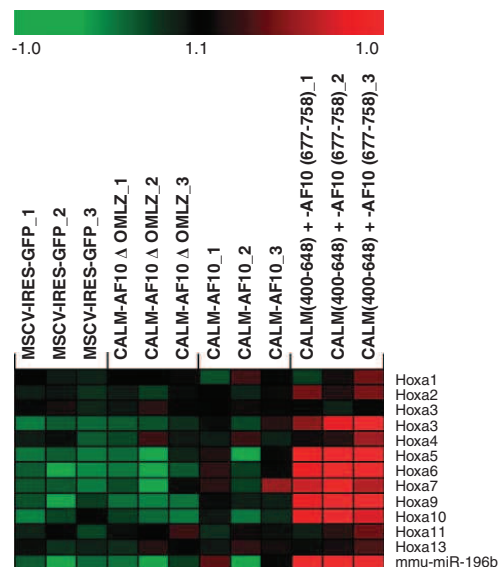 -1.0 1.1 1.0
MSCV-IRES-GFP_1
MSCV-IRES-GFP_2
MSCV-IRES-GFP_3
CALM-AF10 Δ OMLZ_1
CALM-AF10 Δ OMLZ_2
CALM-AF10 Δ OMLZ_3
CALM-AF10_1
CALM-AF10_2
CALM-AF10_3
CALM(400-648) + -AF10 (677-758)_1
CALM(400-648) + -AF10 (677-758)_2
CALM(400-648) + -AF10 (677-758)_3
Hoxa1
Hoxa2
Hoxa3
Hoxa3
Hoxa4
Hoxa5
Hoxa6
Hoxa7
Hoxa9
Hoxa10
Hoxa11
Hoxa13
mmu-miR-196b